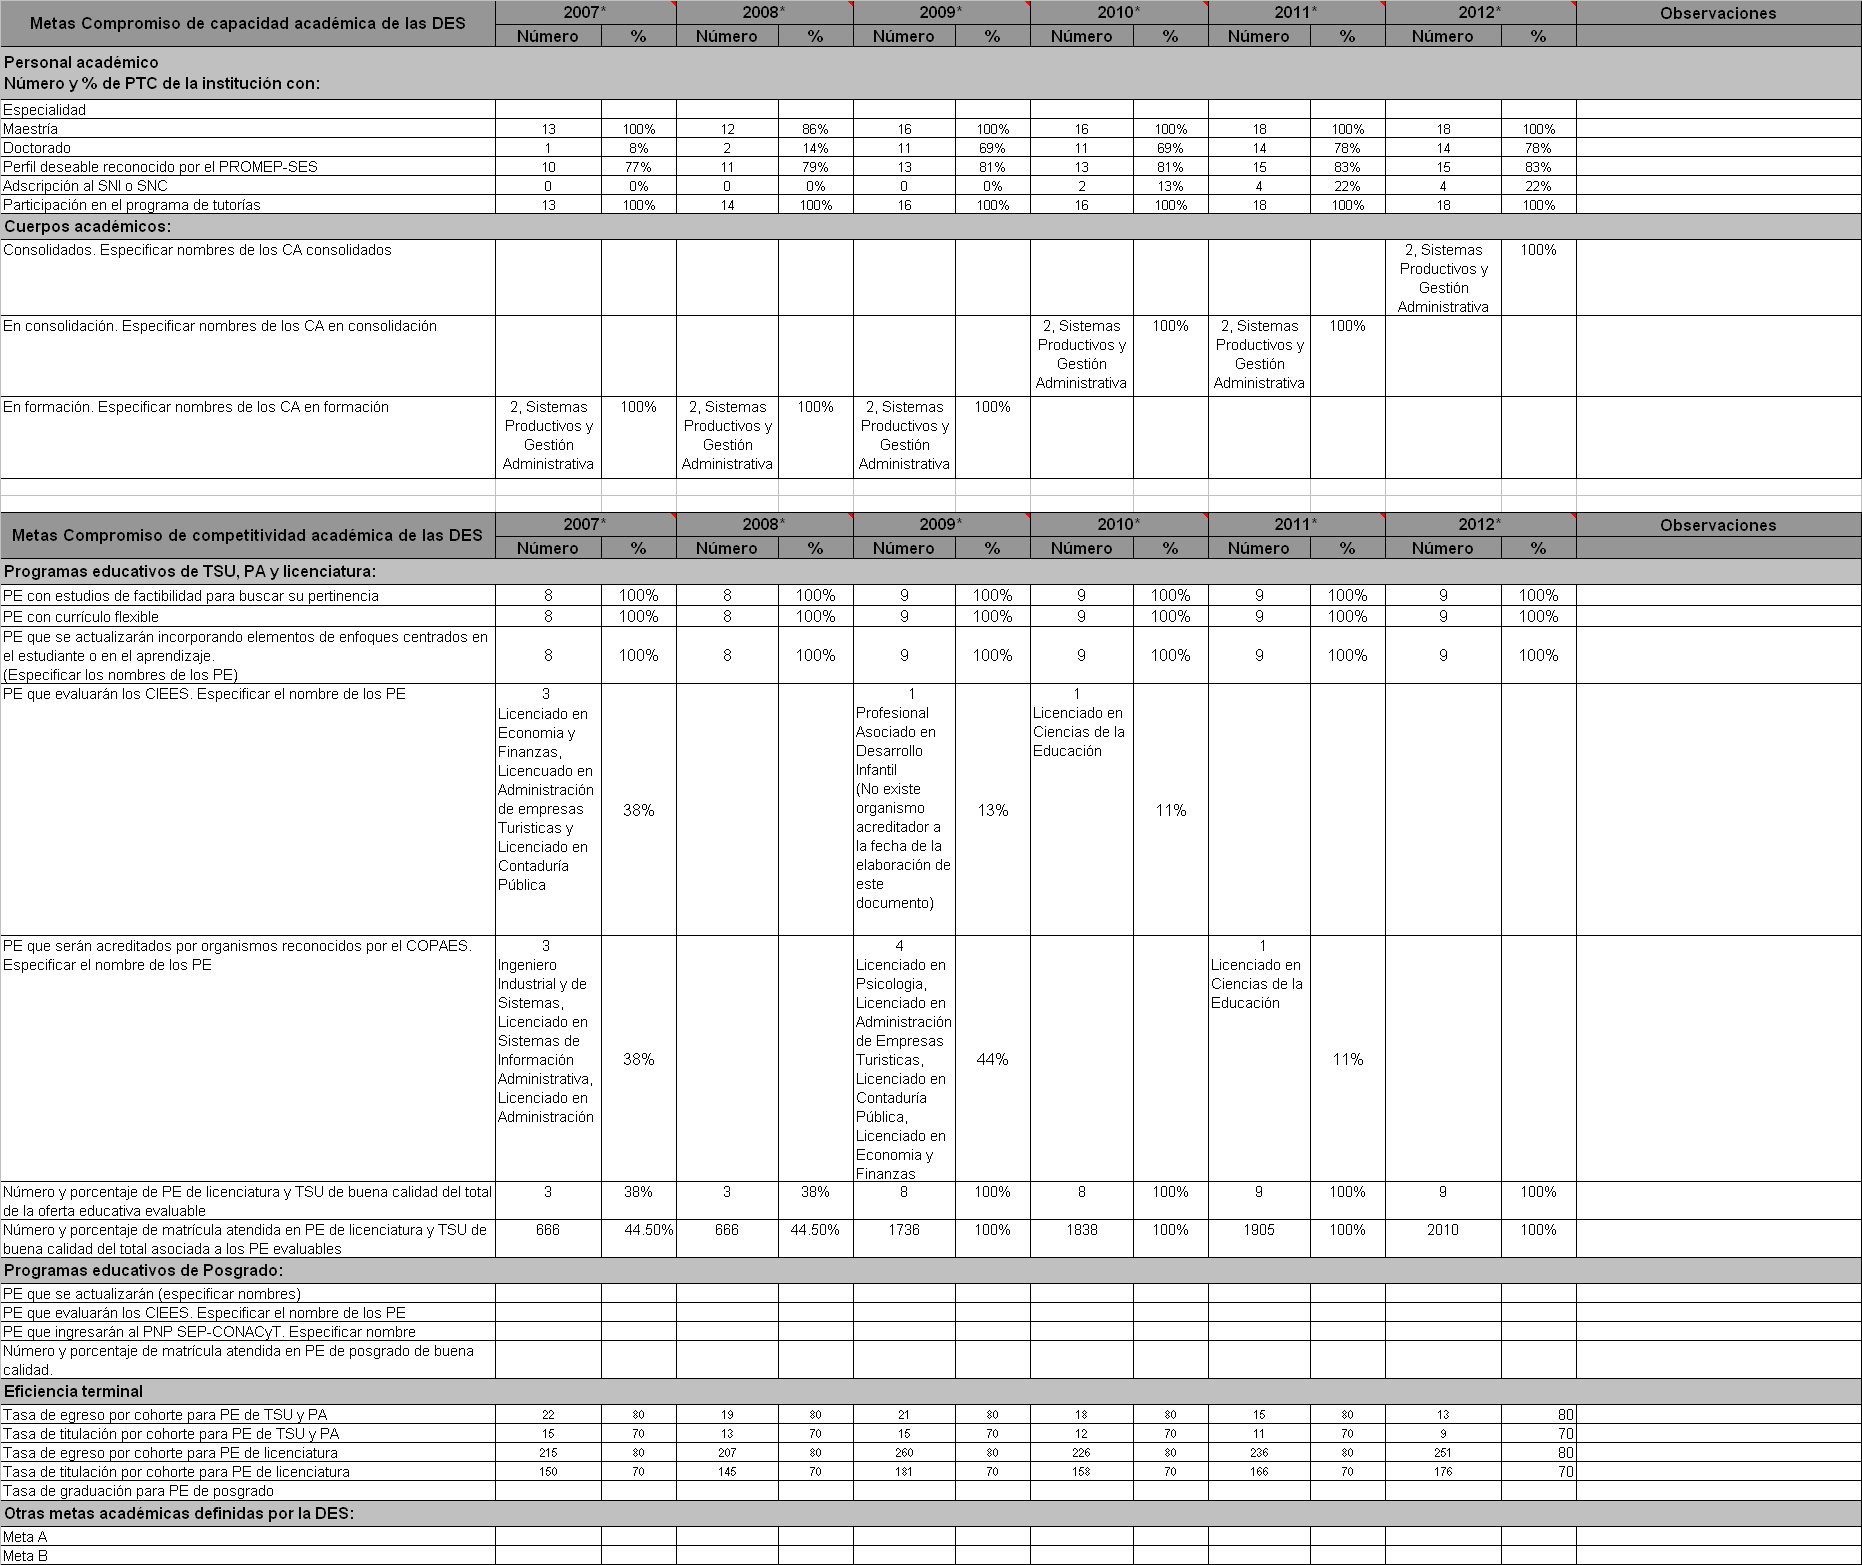 Metas Compromiso de capacidad académica de las DES 2007* 2008* 2009* 2010* 2011* 2012* Observaciones
Número % Número % Número % Número % Número % Número %
Personal académico
Número y % de PTC de la institución con:
Especialidad
Maestría 13 100% 12 86% 16 100% 16 100% 18 100% 18 100%
Doctorado 1 8% 2 14% 11 69% 11 69% 14 78% 14 78%
Perfil deseable reconocido por el PROMEP-SES 10 77% 11 79% 13 81% 13 81% 15 83% 15 83%
Adscripción al SNI o SNC 0 0% 0 0% 0 0% 2 13% 4 22% 4 22%
Participación en el programa de tutorías 13 100% 14 100% 16 100% 16 100% 18 100% 18 100%
Cuerpos académicos:
Consolidados. Especificar nombres de los CA consolidados 2, Sistemas 100%
Productivos y
Gestión
Administrativa
En consolidación. Especificar nombres de los CA en consolidación 2, Sistemas 100% 2, Sistemas 100%
Productivos y Productivos y
Gestión Gestión
Administrativa Administrativa
En formación. Especificar nombres de los CA en formación 2, Sistemas 100% 2, Sistemas 100% 2, Sistemas 100%
Productivos y Productivos y Productivos y
Gestión Gestión Gestión
Administrativa Administrativa Administrativa
Metas Compromiso de competitividad académica de las DES 2007* 2008* 2009* 2010* 2011* 2012* Observaciones
Número % Número % Número % Número % Número % Número %
Programas educativos de TSU, PA y licenciatura:
PE con estudios de factibilidad para buscar su pertinencia 8 100% 8 100% 9 100% 9 100% 9 100% 9 100%
PE con currículo flexible 8 100% 8 100% 9 100% 9 100% 9 100% 9 100%
PE que se actualizarán incorporando elementos de enfoques centrados en
el estudiante o en el aprendizaje. 8 100% 8 100% 9 100% 9 100% 9 100% 9 100%
(Especificar los nombres de los PE)
PE que evaluarán los CIEES. Especificar el nombre de los PE
3
Licenciado en
Economia y
Finanzas,
Licencuado en
Administración
de empresas
Turisticas y
Licenciado en
Contaduría
Pública
38%
1
Profesional
Asociado en
Desarrollo
Infantil
(No existe
organismo
acreditador a
la fecha de la
elaboración de
este
documento)
13%
1
Licenciado en
Ciencias de la
Educación
11%
PE que serán acreditados por organismos reconocidos por el COPAES.
Especificar el nombre de los PE
3
Ingeniero
Industrial y de
Sistemas,
Licenciado en
Sistemas de
Información
Administrativa,
Licenciado en
Administración
38%
4
Licenciado en
Psicologia,
Licenciado en
Administración
de Empresas
Turisticas,
Licenciado en
Contaduría
Pública,
Licenciado en
Economia y
Finanzas
44%
1
Licenciado en
Ciencias de la
Educación
11%
Número y porcentaje de PE de licenciatura y TSU de buena calidad del total 3 38% 3 38% 8 100% 8 100% 9 100% 9 100%
de la oferta educativa evaluable
Número y porcentaje de matrícula atendida en PE de licenciatura y TSU de 666 44.50% 666 44.50% 1736 100% 1838 100% 1905 100% 2010 100%
buena calidad del total asociada a los PE evaluables
Programas educativos de Posgrado:
PE que se actualizarán (especificar nombres)
PE que evaluarán los CIEES. Especificar el nombre de los PE
PE que ingresarán al PNP SEP-CONACyT. Especificar nombre
Número y porcentaje de matrícula atendida en PE de posgrado de buena
calidad.
Eficiencia terminal
Tasa de egreso por cohorte para PE de TSU y PA 22 80 19 80 21 80 18 80 15 80 13 80
Tasa de titulación por cohorte para PE de TSU y PA 15 70 13 70 15 70 12 70 11 70 9 70
Tasa de egreso por cohorte para PE de licenciatura 215 80 207 80 260 80 226 80 236 80 251 80
Tasa de titulación por cohorte para PE de licenciatura 150 70 145 70 181 70 158 70 166 70 176 70
Tasa de graduación para PE de posgrado
Otras metas académicas definidas por la DES:
Meta A
Meta B